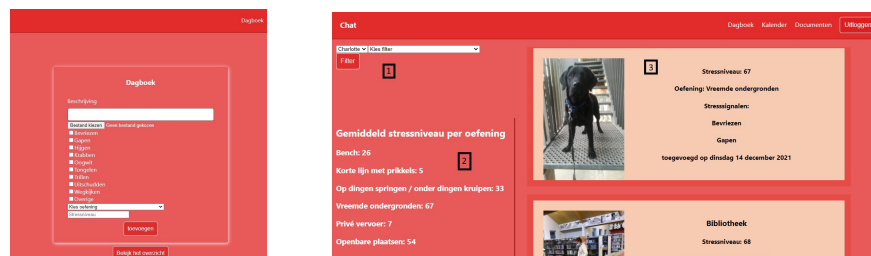 Dagboek
Dagboek
Beschrijving
Bestand kiezen Geen bestand gekozen
Bevriezen
Gapen
Hijgen
Krabben
Oogwit
Tongelen
Trillen
Uitschudden
Wegkijken
Overige
Kies oefening
Stressniveau
toevoegen
Bekijk het overzicht
Chat
Dagboek Kalender Documenten Uitloggen
Charlotte Kies filter
Filter
1
Gemiddeld stressniveau per oefening
Bench: 26
2
Korte lijn met prikkels: 5
Op dingen springen / onder dingen kruipen: 33
Vreemde ondergronden: 67
Privé vervoer: 7
Openbare plaatsen: 54
3
Stressniveau: 67
Oefening: Vreemde ondergronden
Stresssignalen:
Bevriezen
Gapen
toegevoegd op dinsdag 14 december 2021
Bibliotheek
Stressniveau: 68